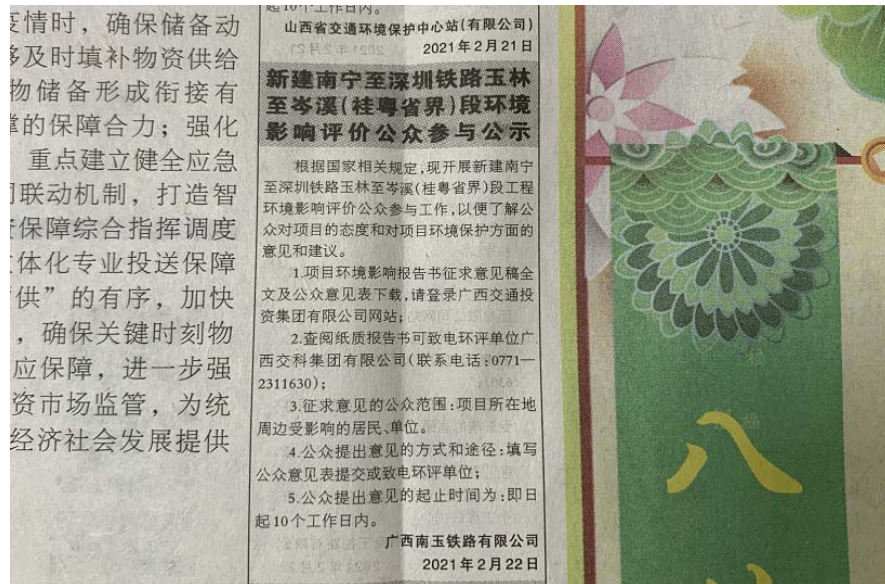 疫情时，确保储备动
够及时填补物资供给
物储备形成衔接有
撑的保障合力；强化
重点建立健全应急
联动机制，打造智
保障综合指挥调度
体化专业投送保障
供”的有序，加快
，确保关键时刻物
应保障，进一步强
资市场监管，为统
经济社会发展提供
起10个工作日内。
山西省交通环境保护中心站(有限公司)
2021年2月21日
新建南宁至深圳铁路玉林
至岑溪(桂粤省界)段环境
影响评价公众参与公示
根据国家相关规定,现开展新建南宁
至深圳铁路玉林至岑溪(桂粤省界)段工程
环境影响评价公众参与工作,以便了解公
众对项目的态度和对项目环境保护方面的
意见和建议。
1.项目环境影响报告书征求意见稿全
文及公众意见表下载,请登录广西交通投
资集团有限公司网站;
2.查阅纸质报告书可致电环评单位广
西交科集团有限公司(联系电话:0771—
2311630);
3.征求意见的公众范围:项目所在地
周边受影响的居民、单位。
4.公众提出意见的方式和途径:填写
公众意见表提交或致电环评单位;
5.公众提出意见的起止时间为:即日
起10个工作日内。
广西南玉铁路有限公司
2021年2月22日
八